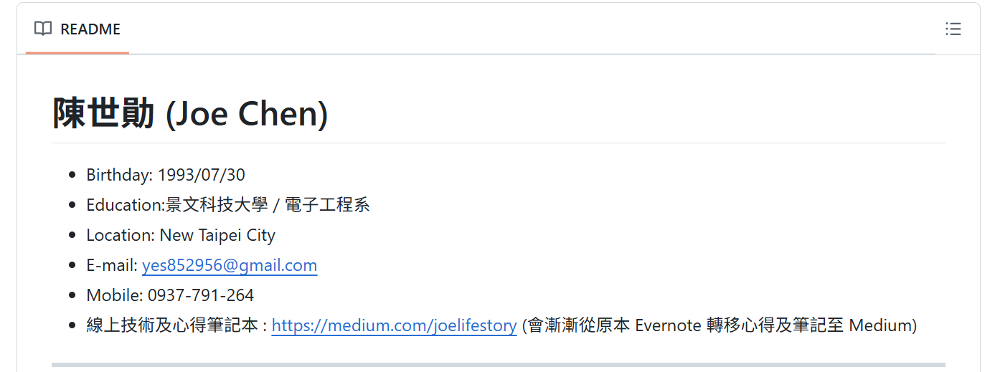 README
陳世勛 (Joe Chen)
Birthday: 1993/07/30
Education:景文科技大學 / 電子工程系
Location: New Taipei City
E-mail: yes852956@gmail.com
Mobile: 0937-791-264
線上技術及心得筆記本 : https://medium.com/joelifestory (會漸漸從原本 Evernote 轉移心得及筆記至 Medium)